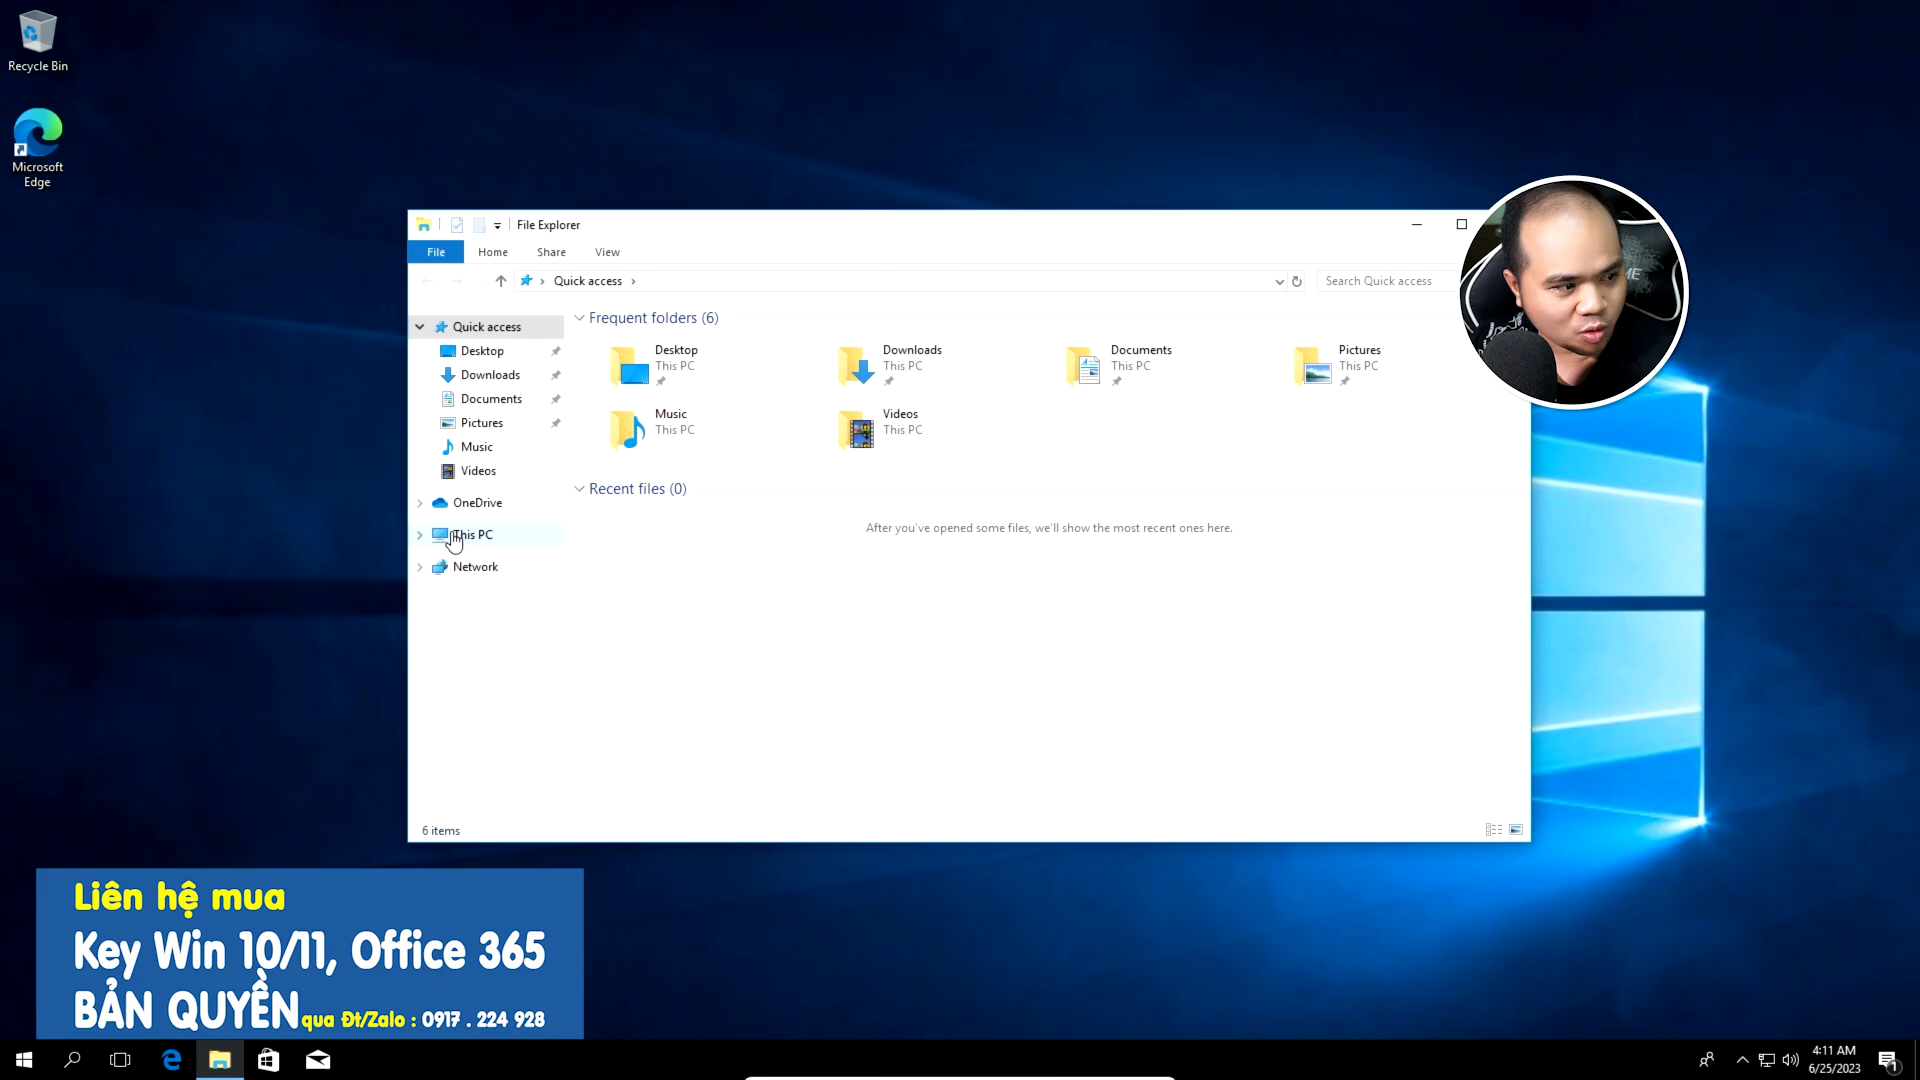 Recycle Bin
Microsoft
Edge
File Explorer
File
Home
Share
View
Quick access
Search Quick access
Quick access
Desktop
Downloads
Documents
Pictures
Music
Videos
OneDrive
This PC
Network
Frequent folders (6)
Desktop
This PC
Downloads
This PC
Documents
This PC
Pictures
This PC
Music
This PC
Videos
This PC
Recent files (0)
After you've opened some files, we'll show the most recent ones here.
6 items
Liên hệ mua
Key Win 10/11, Office 365
BẢN QUYỀN qua Đt/Zalo : 0917 . 224 928
4:11 AM
6/25/2023
1